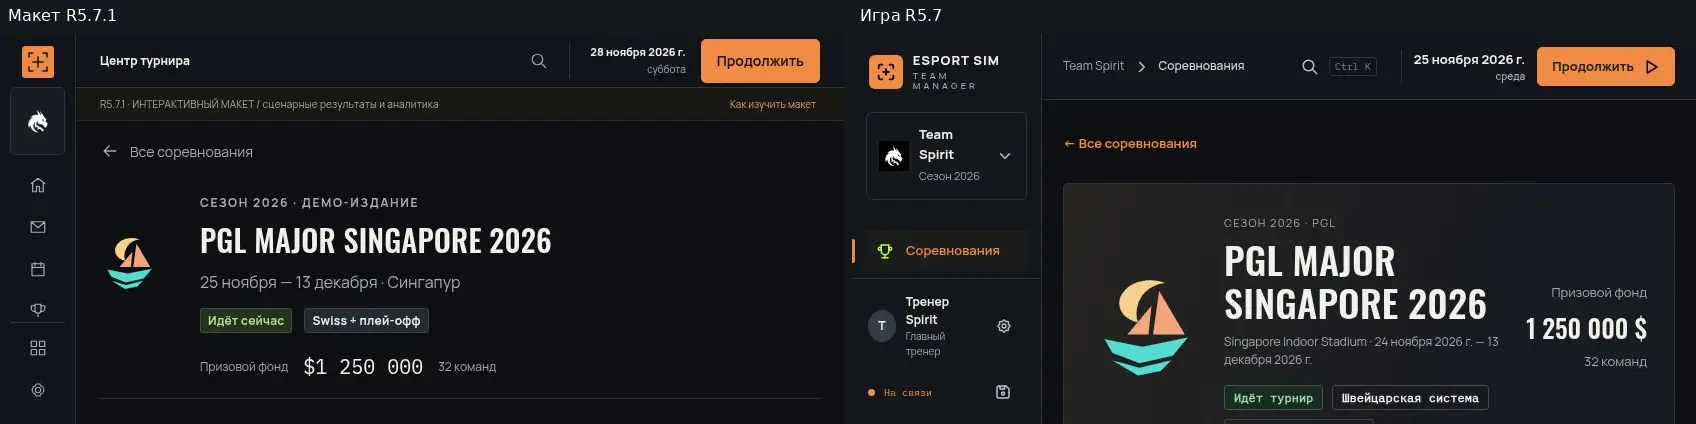 Макет R5.7.1
Центр турнира
28 ноября 2026 г.
суббота
Продолжить
R5.7.1 · ИНТЕРАКТИВНЫЙ МАКЕТ / сценарные результаты и аналитика
Как изучить макет
← Все соревнования
СЕЗОН 2026 · ДЕМО-ИЗДАНИЕ
PGL MAJOR SINGAPORE 2026
25 ноября — 13 декабря · Сингапур
Идёт сейчас
Swiss + плей-офф
Призовой фонд $1 250 000 32 команд
Игра R5.7
ESPORT SIM
TEAM
MANAGER
Team
Spirit
Сезон 2026
Соревнования
Т
Тренер
Spirit
Главный
тренер
На связи
Team Spirit > Соревнования
Ctrl K
25 ноября 2026 г.
среда
Продолжить
← Все соревнования
СЕЗОН 2026 · PGL
PGL MAJOR
SINGAPORE 2026
Singapore Indoor Stadium · 24 ноября 2026 г. — 13
декабря 2026 г.
Идёт турнир
Швейцарская система
Призовой фонд
1 250 000 $
32 команд